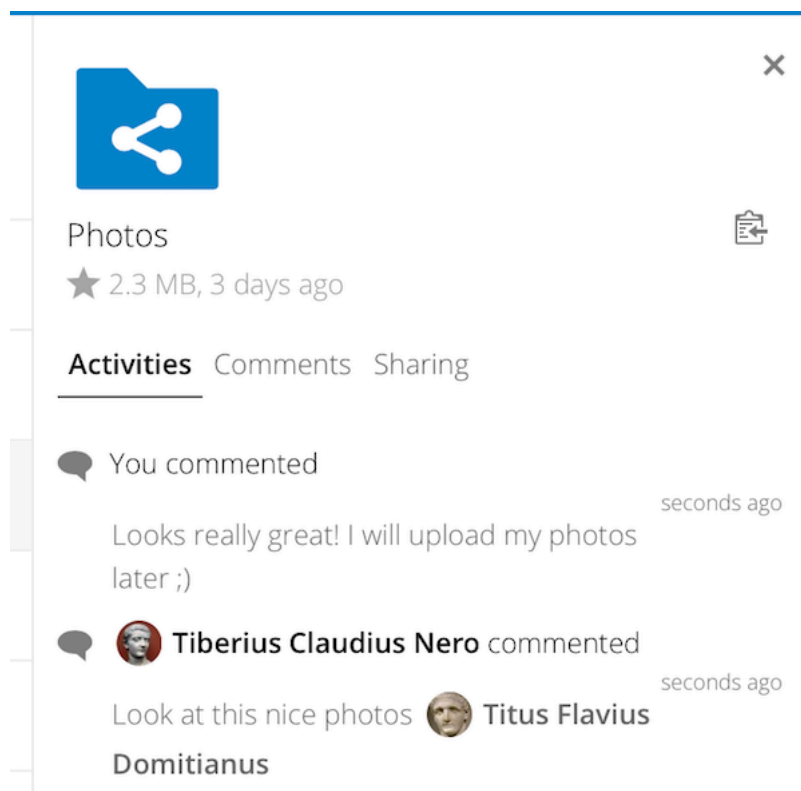 Photos
2.3 MB, 3 days ago
Activities Comments Sharing
You commented
seconds ago
Looks really great! I will upload my photos
later ;)
Tiberius Claudius Nero commented
seconds ago
Look at this nice photos Titus Flavius
Domitianus